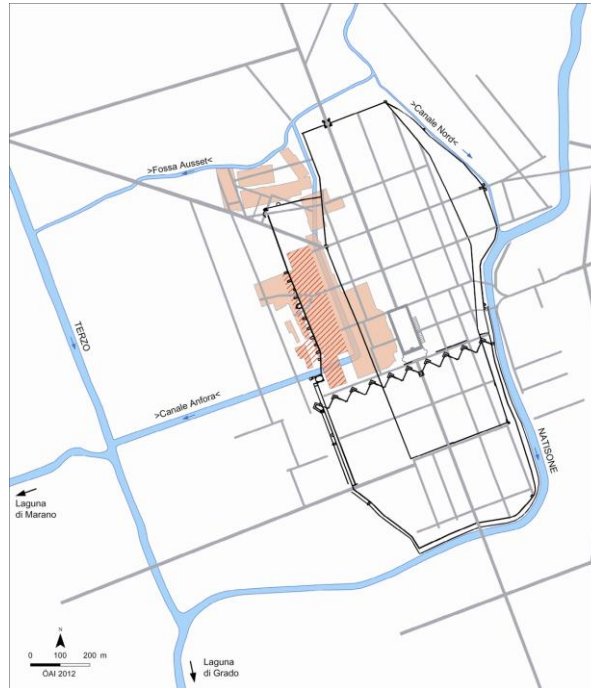 >Canale Nord<
>Fossa Ausset<
TERZO
>Canale Anfora<
NATISONE
Laguna
di Marano
N
0 100 200 m
ÖAI 2012
Laguna
di Grado